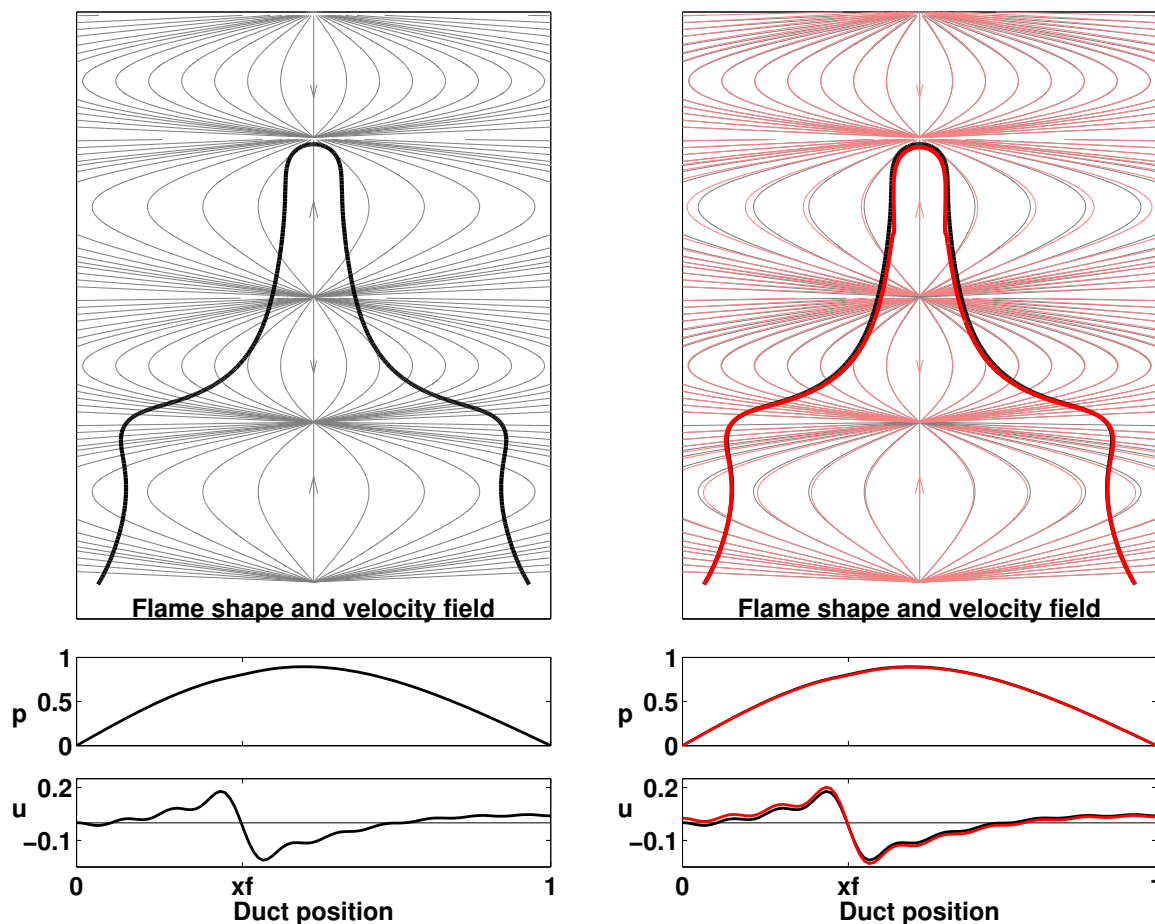 Flame shape and velocity field
1
0.5
0
p
0.2
−0.1
u
0 xf 1
Duct position
Flame shape and velocity field
1
0.5
0
p
0.2
−0.1
u
0 xf 1
Duct position